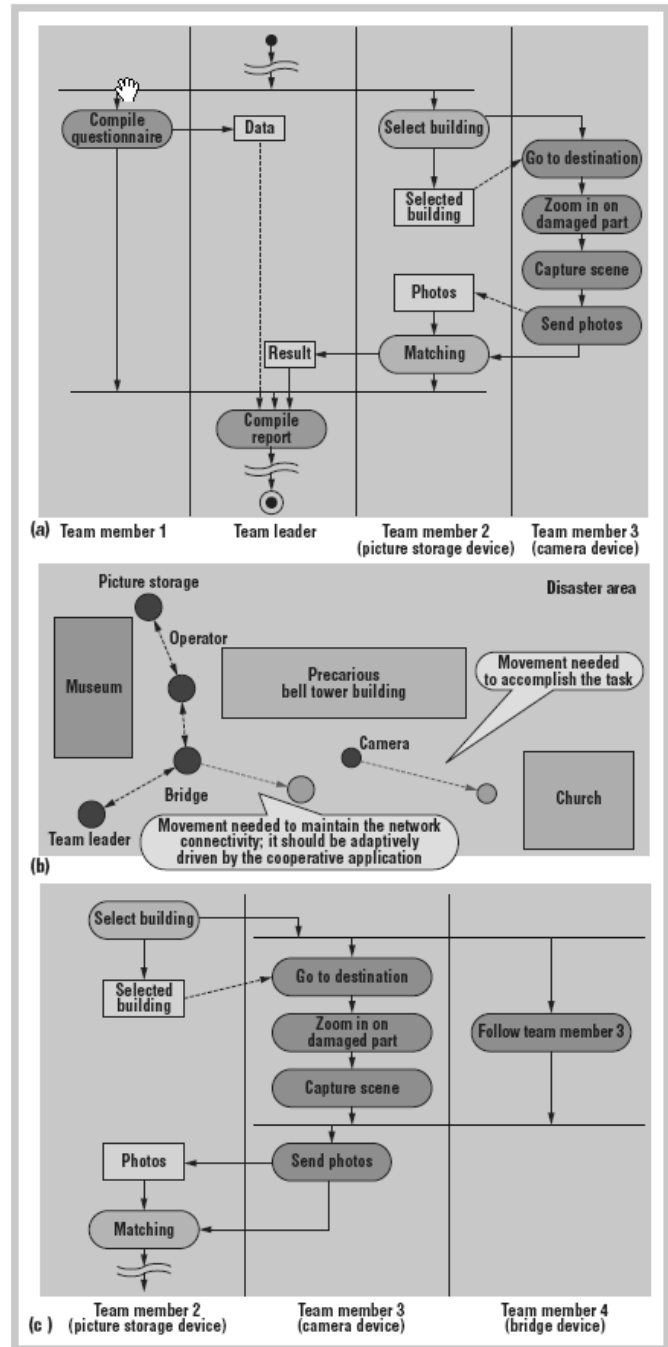 Compile
questionnaire
Data
Select building
Go to destination
Selected
building
Zoom in on
damaged part
Capture scene
Photos
Send photos
Result
Matching
Compile
report
(a) Team member 1
Team leader
Team member 2
(picture storage device)
Team member 3
(camera device)
Picture storage
Disaster area
Operator
Museum
Precarious
bell tower building
Movement needed
to accomplish the task
Camera
Bridge
Church
Team leader
Movement needed to maintain the network
connectivity; it should be adaptively
driven by the cooperative application
(b)
Select building
Go to destination
Selected
building
Zoom in on
damaged part
Follow team member 3
Capture scene
Photos
Send photos
Matching
(c )
Team member 2
(picture storage device)
Team member 3
(camera device)
Team member 4
(bridge device)